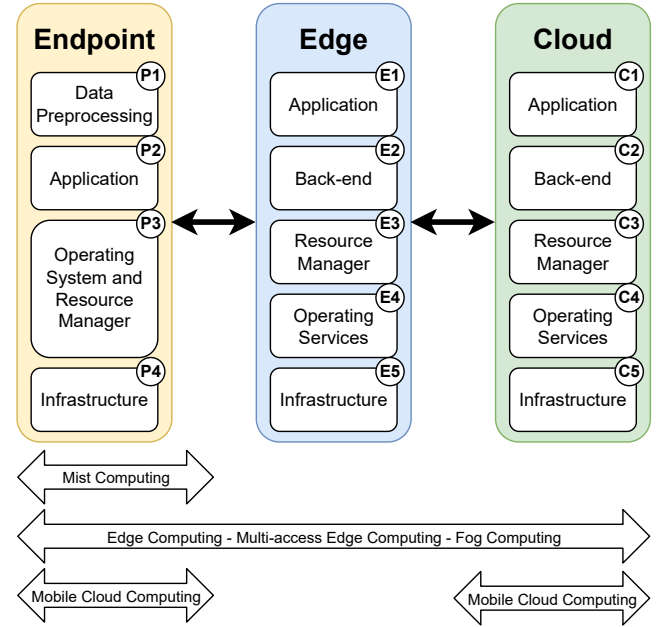 Endpoint
P1
Data
Preprocessing
P2
Application
P3
Operating
System and
Resource
Manager
P4
Infrastructure
Edge
E1
Application
E2
Back-end
E3
Resource
Manager
E4
Operating
Services
E5
Infrastructure
Cloud
C1
Application
C2
Back-end
C3
Resource
Manager
C4
Operating
Services
C5
Infrastructure
Mist Computing
Edge Computing - Multi-access Edge Computing - Fog Computing
Mobile Cloud Computing
Mobile Cloud Computing